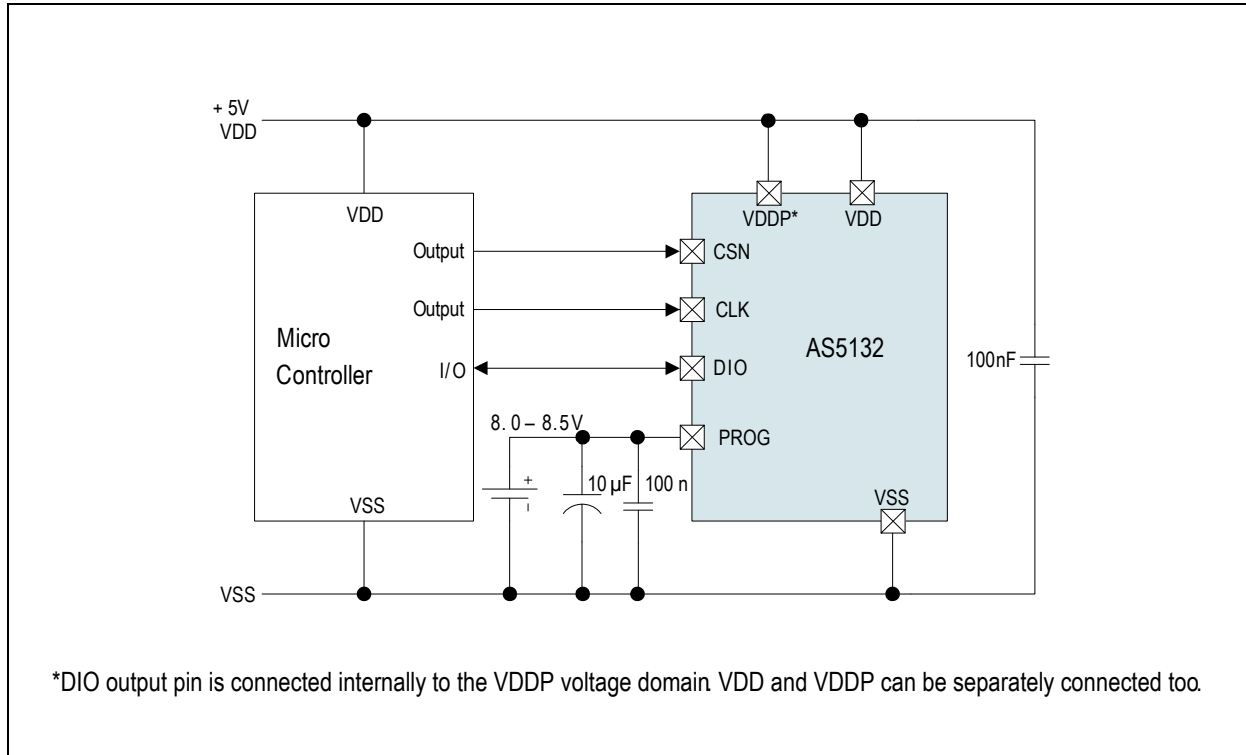 + 5V
VDD
VDD
Output
Output
I/O
Micro
Controller
VSS
VDDP*
VDD
CSN
CLK
DIO
PROG
AS5132
VSS
100nF
8.0 – 8.5V
+
–
10 µF
100 n
VSS
*DIO output pin is connected internally to the VDDP voltage domain. VDD and VDDP can be separately connected too.